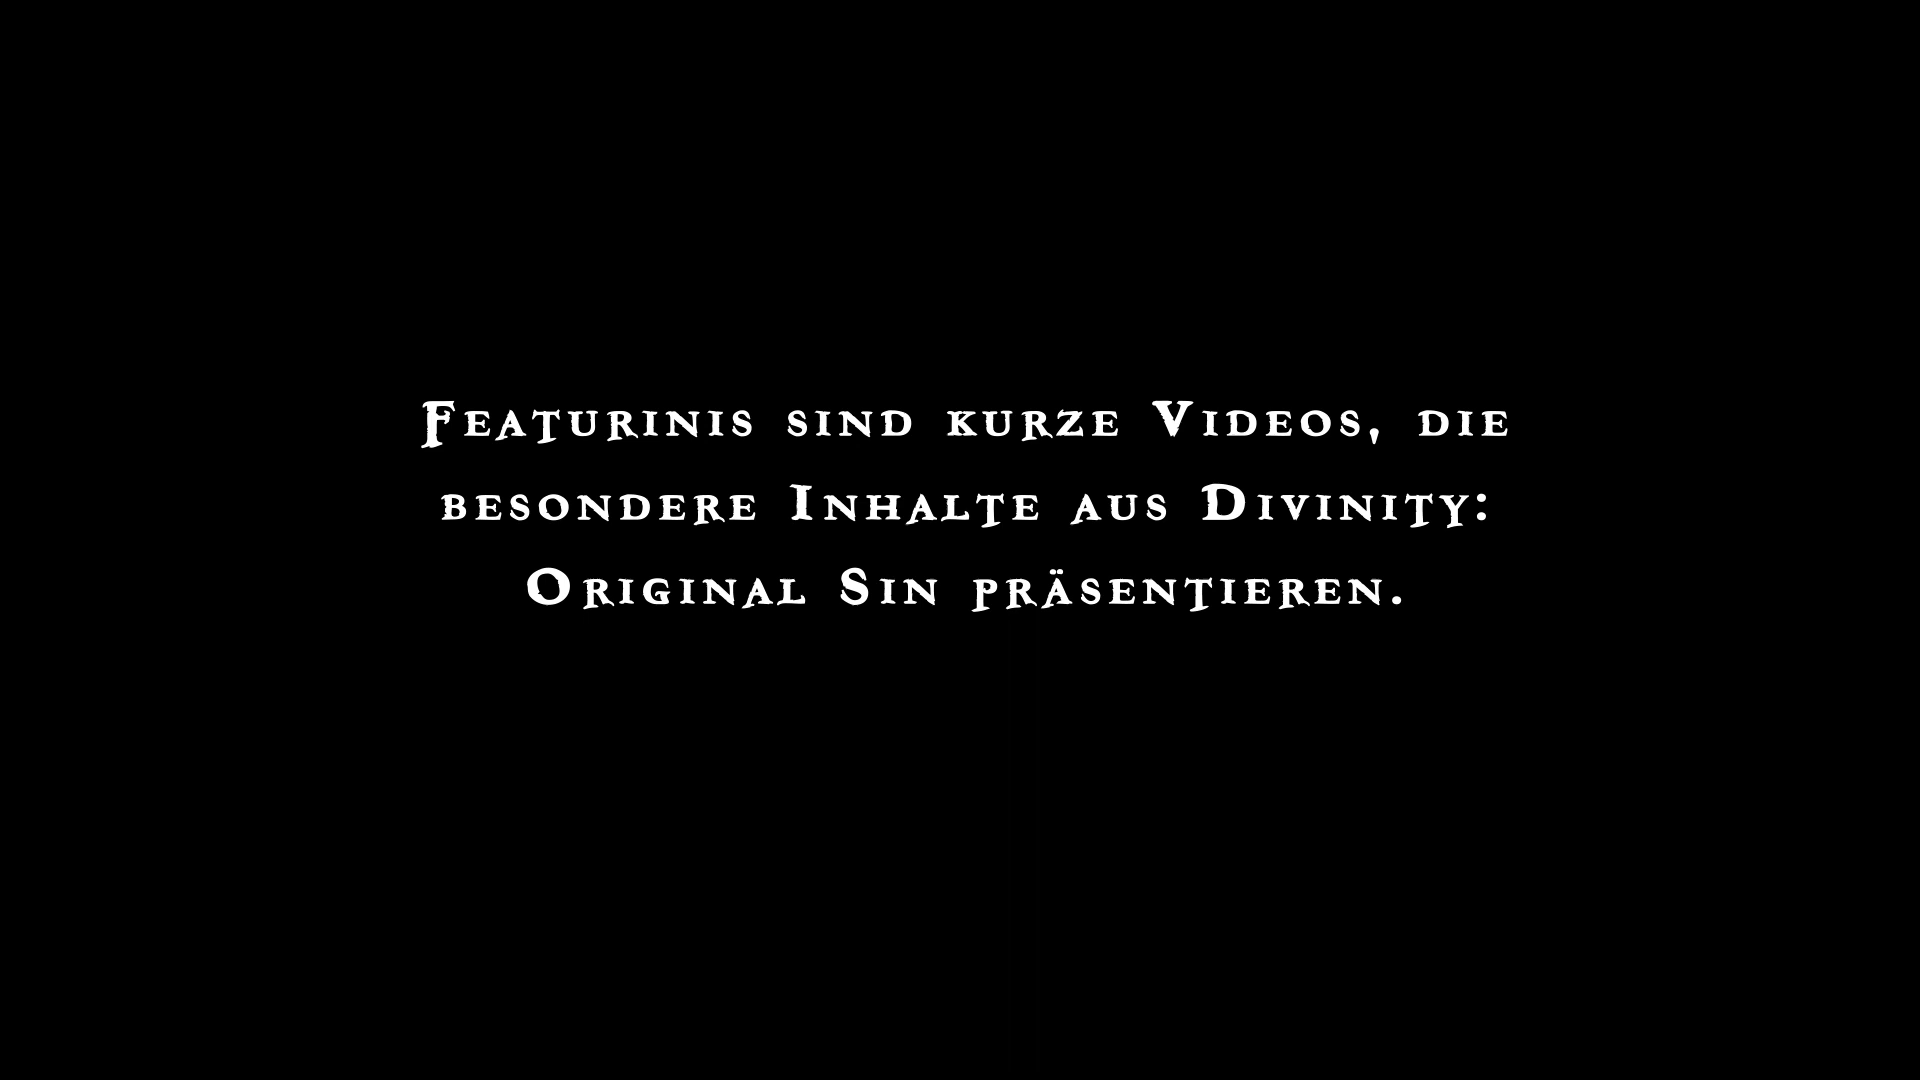 Featurinis sind kurze Videos, die
besondere Inhalte aus Divinity:
Original Sin präsentieren.